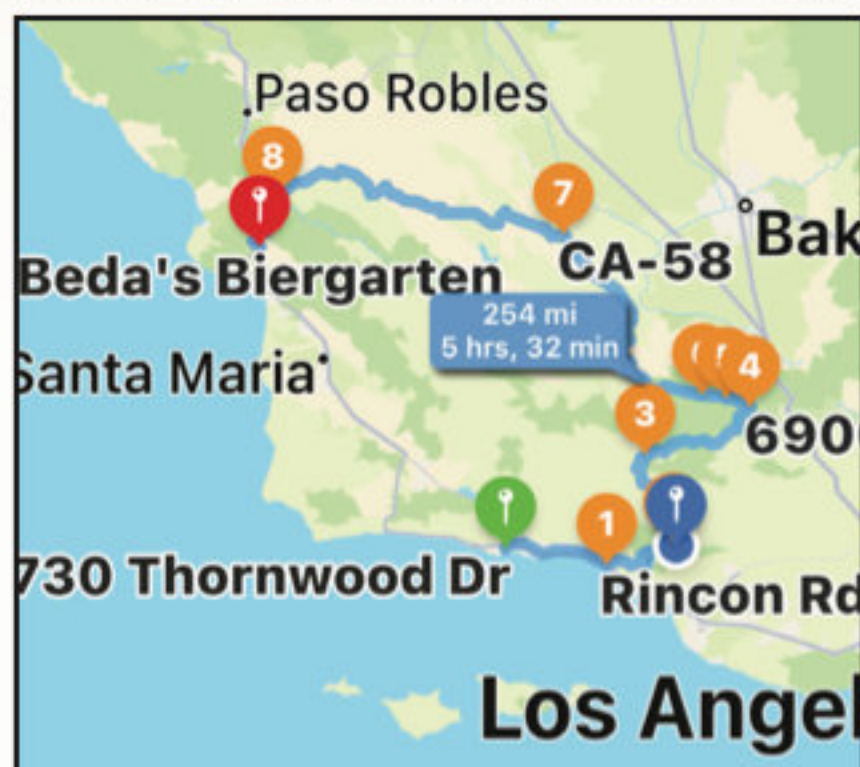 Paso Robles
8
7
Bak
CA-58
Beda's Biergarten
254 mi
5 hrs, 32 min
4
Santa Maria
3
690
1
730 Thornwood Dr
Rincon Rd
Los Angel